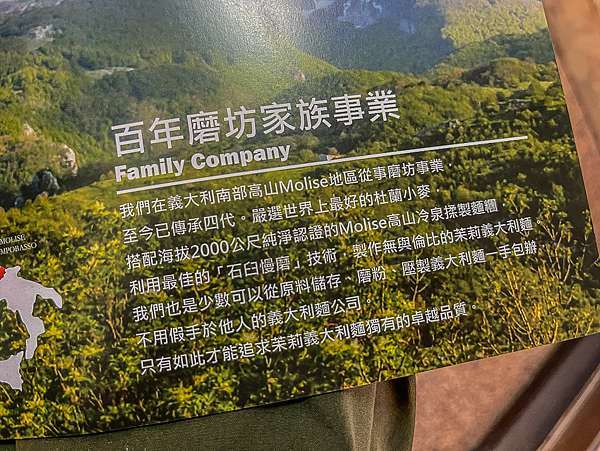 百年磨坊家族事業
Family Company
我們在義大利南部高山Molise地區從事磨坊事業
至今已傳承四代。嚴選世界上最好的杜蘭小麥
搭配海拔2000公尺純淨認證的Molise高山冷泉揉製麵糰
利用最佳的「石臼慢磨」技術，製作無與倫比的茉莉義大利麵
我們也是少數可以從原料儲存、磨粉、壓製義大利麵一手包辦
不用假手於他人的義大利麵公司。
只有如此才能追求茉莉義大利麵獨有的卓越品質。
MOLISE
MPOBASSO